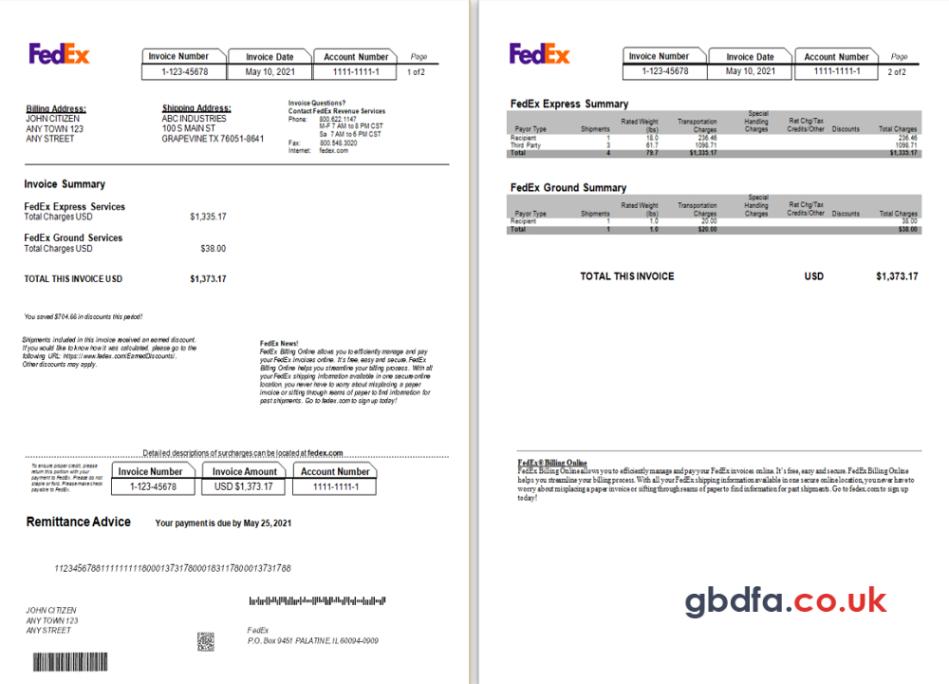 FedEx
Invoice Number Invoice Date Account Number Page
1-123-45678 May 10, 2021 1111-1111-1 1 of2
Billing Address:
JOHN CITIZEN
ANY TOWN 123
ANY STREET
Shipping Address:
ABC INDUSTRIES
100 S MAIN ST
GRAPEVINE TX 76051-8641
Invoice Questions?
Contact FedEx Revenue Services
Phone: 800.622.1147
M-F 7 AM to 8 PM CST
Sa 7 AM to 6 PM CST
Fax: 800.548.3020
Internet: fedex.com
Invoice Summary
FedEx Express Services
Total Charges USD $1,335.17
FedEx Ground Services
Total Charges USD $38.00
TOTAL THIS INVOICE USD $1,373.17
You saved $704.66 in discounts this period!
Shipments included in this invoice received an earned discount.
If you would like to know how it was calculated, please go to the
following URL: https://www.fedex.com/EarnedDiscounts/.
Other discounts may apply.
FedEx News!
FedEx Billing Online allows you to efficiently manage and pay
your FedEx invoices online. It's free, easy and secure. FedEx
Billing Online helps you streamline your billing process. With all
your FedEx shipping information available in one secure online
location, you never have to worry about misplacing a paper
invoice or sifting through reams of paper to find information for
past shipments. Go to fedex.com to sign up today!
Detailed descriptions of surcharges can be located at fedex.com
To ensure proper credit, please
return this portion with your
payment to FedEx. Please do not
staple or fold. Please make check
payable to FedEx.
Invoice Number Invoice Amount Account Number
1-123-45678 USD $1,373.17 1111-1111-1
Remittance Advice Your payment is due by May 25, 2021
JOHN CITIZEN
ANY TOWN 123
ANY STREET
FedEx
P.O. Box 9451 PALATINE, IL 60094-0909
FedEx
Invoice Number Invoice Date Account Number Page
1-123-45678 May 10, 2021 1111-1111-1 2 of2
FedEx Express Summary
Payor Type Shipments Rated Weight (lbs) Transportation Charges Special Handling Charges Ret Chg/Tax Credits/Other Discounts Total Charges
Recipient 1 18.0 236.46 236.46
Third Party 3 61.7 1098.71 1098.71
Total 4 79.7 $1,335.17 $1,335.17
FedEx Ground Summary
Payor Type Shipments Rated Weight (lbs) Transportation Charges Special Handling Charges Ret Chg/Tax Credits/Other Discounts Total Charges
Recipient 1 1.0 20.00 38.00
Total 1 1.0 $20.00 $38.00
TOTAL THIS INVOICE USD $1,373.17
FedEx® Billing Online
FedEx Billing Online allows you to efficiently manage and pay your FedEx invoices online. It's free, easy and secure. FedEx Billing Online
helps you streamline your billing process. With all your FedEx shipping information available in one secure online location, you never have to
worry about misplacing a paper invoice or sifting through reams of paper to find information for past shipments. Go to fedex.com to sign up
today!
gbdfa.co.uk